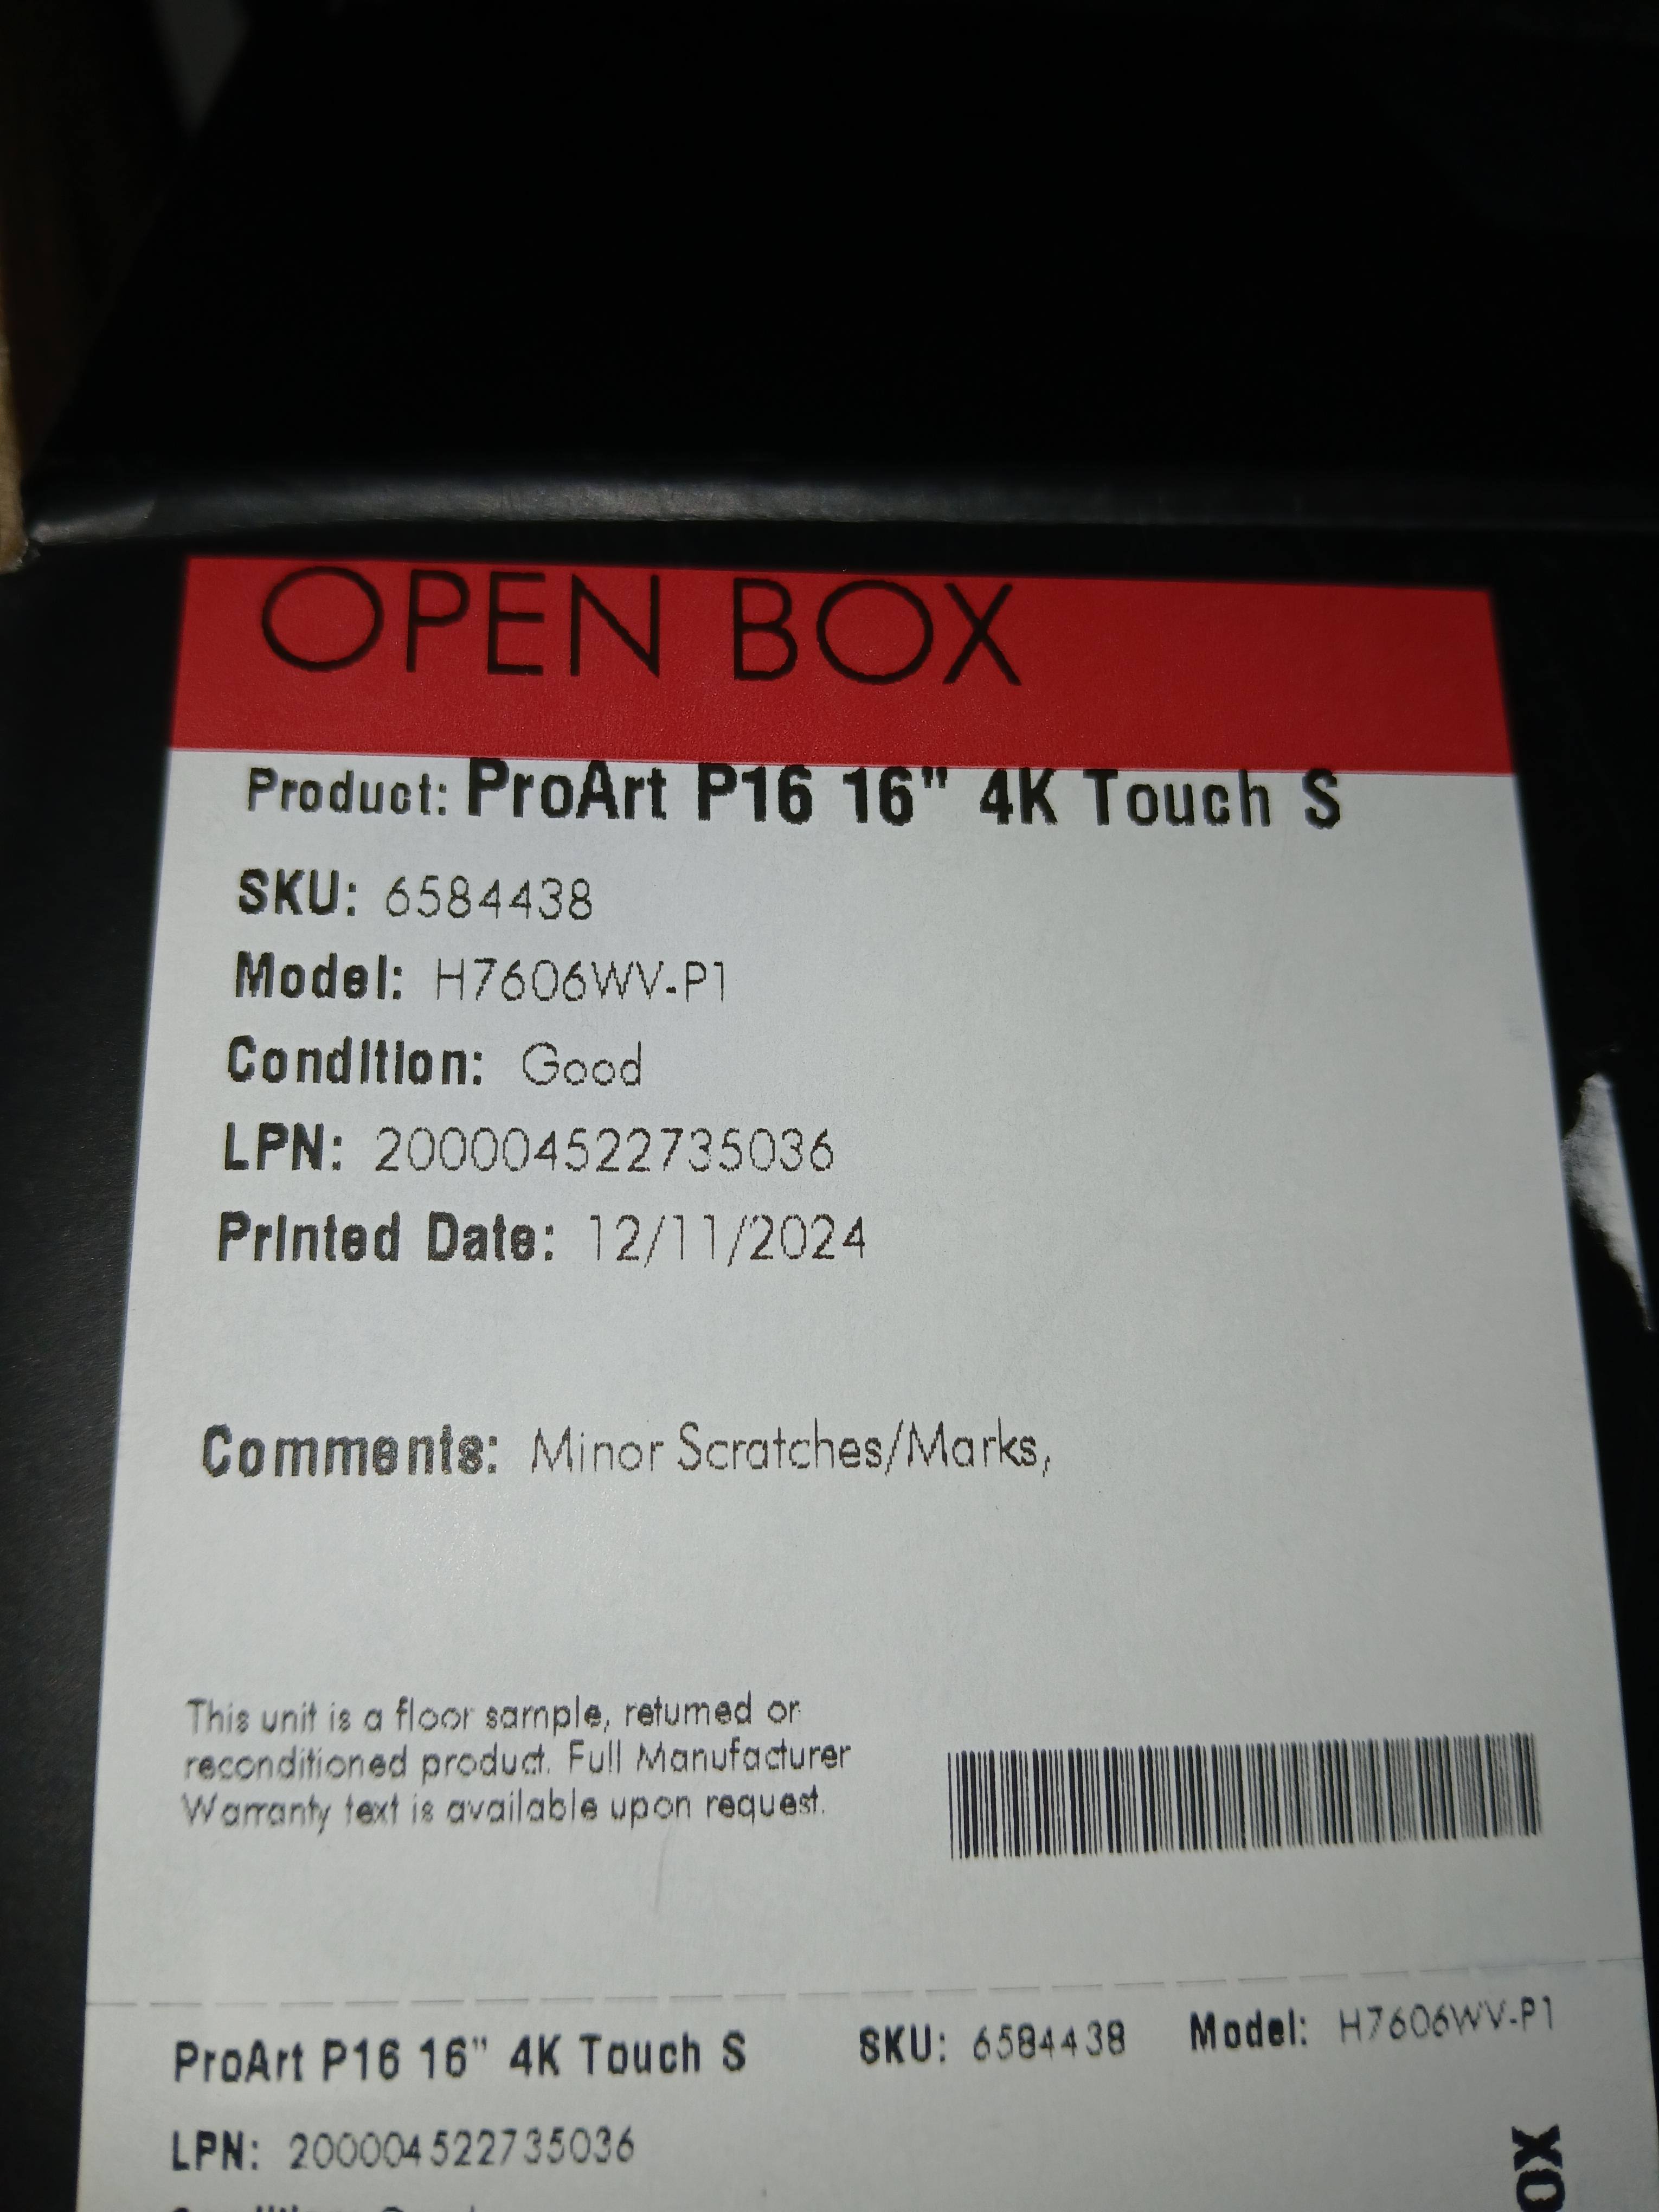 OPEN BOX
Product: ProArt P16 16" 4K Touch S
SKU: 6584438
Model: H7606WV-P1
Condition: Good
LPN: 200004522735036
Printed Date: 12/11/2024
Comments: Minor Scratches/Marks,
This unit is a floor sample, returned or
reconditioned product. Full Manufacturer
Warranty text is available upon request.
ProArt P16 16" 4K Touch S SKU: 6584438 Model: H7606WV-P1
LPN: 200004522735036
OX